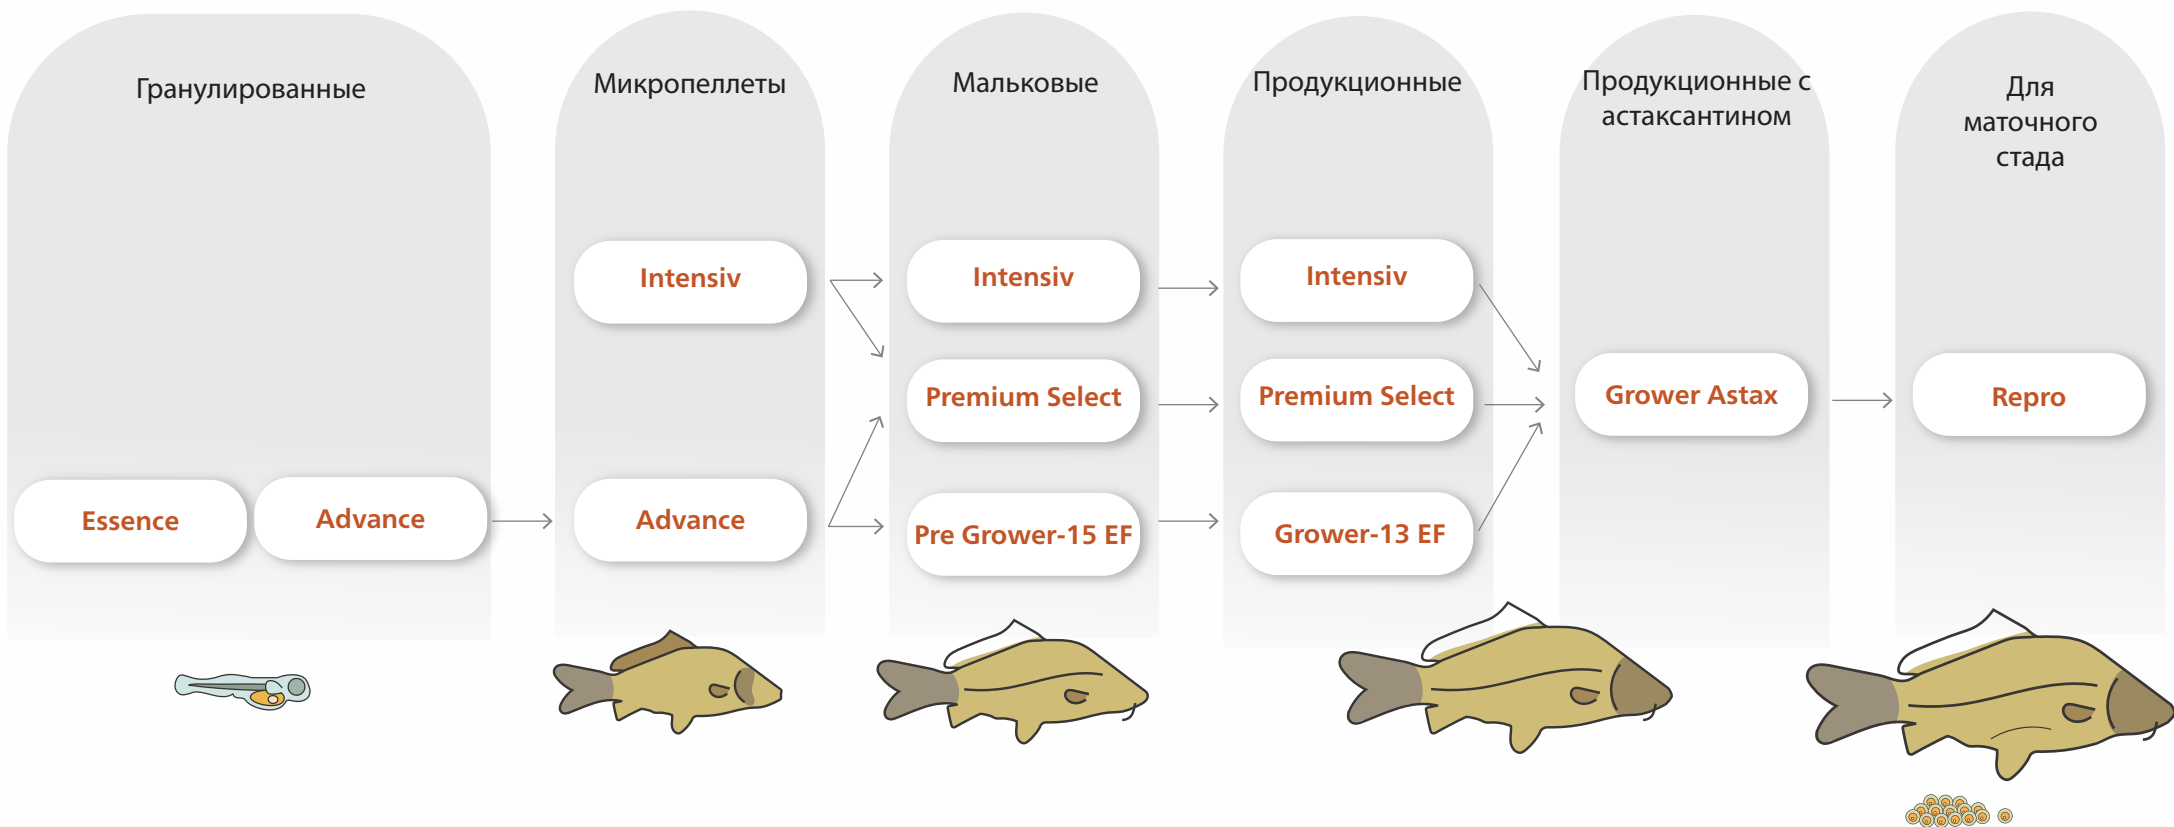 Гранулированные
Микропеллеты
Мальковые
Продукционные
Продукционные с
астаксантином
Для
маточного
стада
Intensiv
Intensiv
Intensiv
Premium Select
Premium Select
Grower Astax
Repro
Essence
Advance
Advance
Pre Grower-15 EF
Grower-13 EF